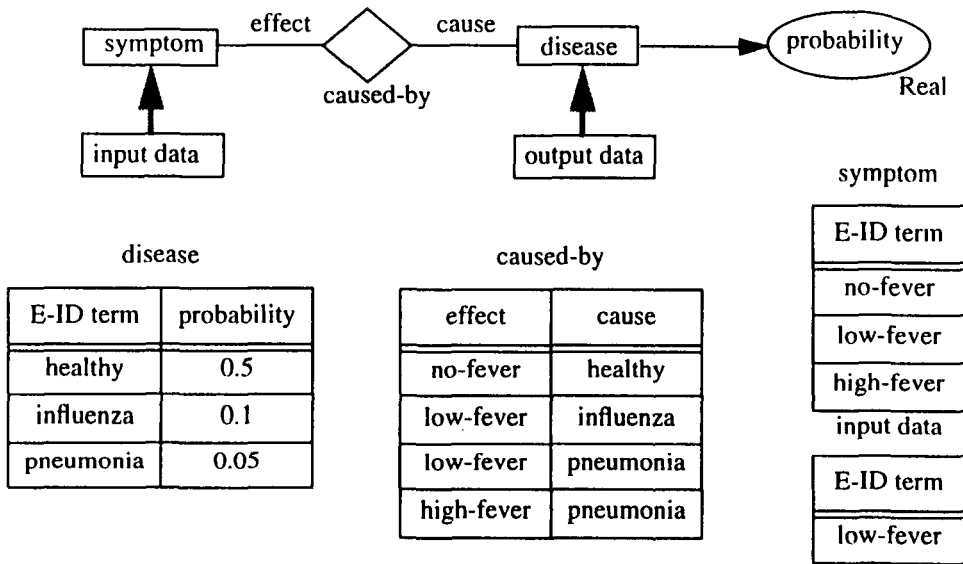 effect
cause
symptom
disease
probability
caused-by
Real
input data
output data
symptom
E-ID term
no-fever
low-fever
high-fever
disease
E-ID term probability
healthy 0.5
influenza 0.1
pneumonia 0.05
caused-by
effect cause
no-fever healthy
low-fever influenza
low-fever pneumonia
high-fever pneumonia
input data
E-ID term
low-fever